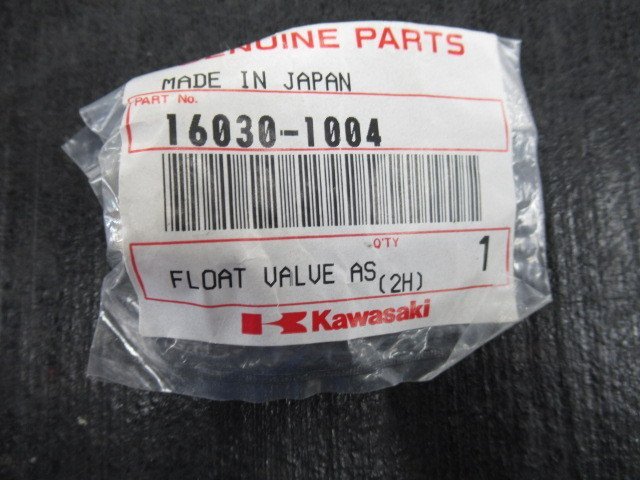 GENUINE PARTS
MADE IN JAPAN
PART No.
16030-1004
Q'TY
FLOAT VALVE AS(2H) 1
Kawasaki